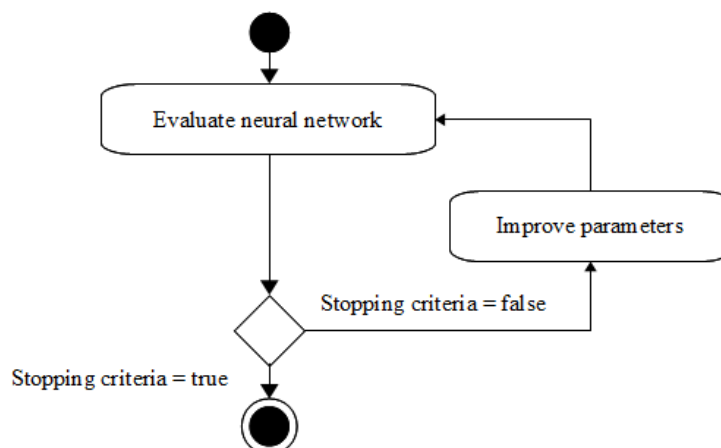 Evaluate neural network
Improve parameters
Stopping criteria = false
Stopping criteria = true